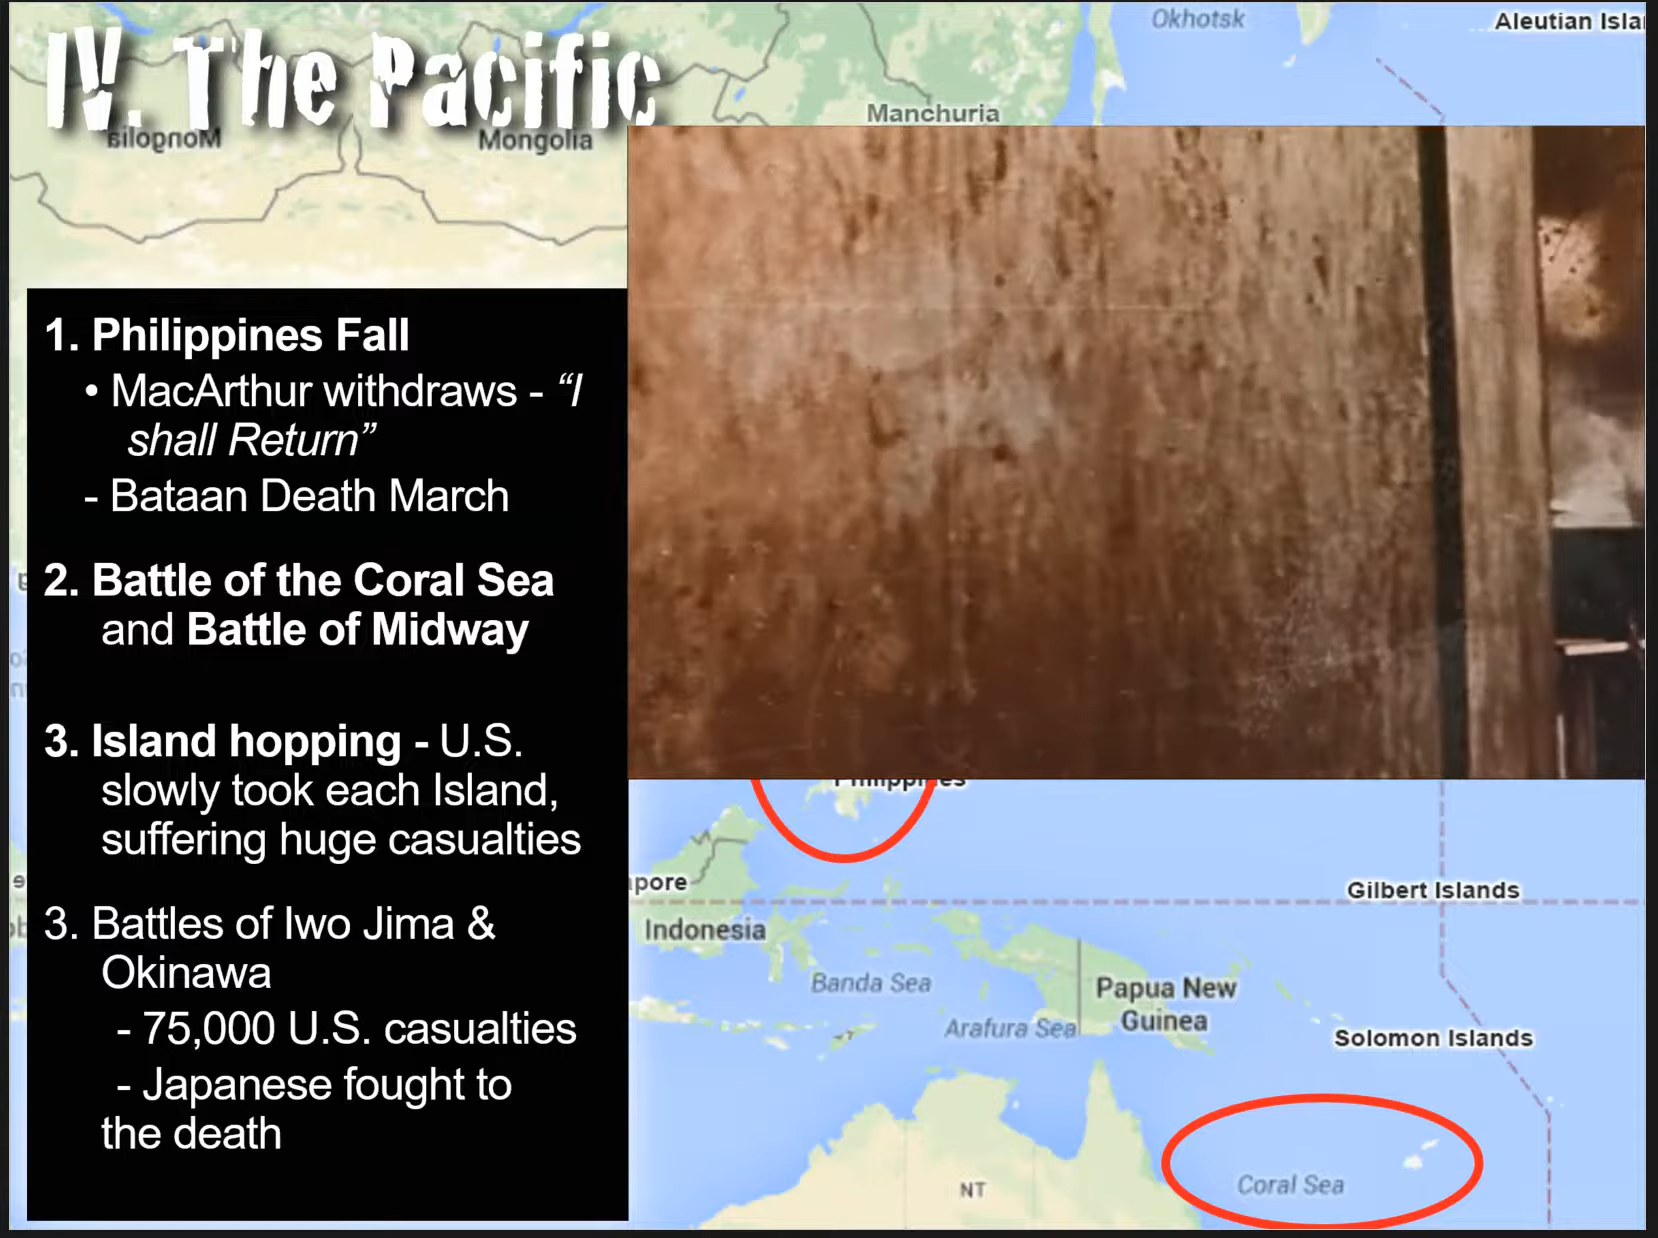 IV. The Pacific
Okhotsk
Aleutian Isla
Manchuria
Mongolia
Mongolia
1. Philippines Fall
• MacArthur withdraws - “I
shall Return”
- Bataan Death March
2. Battle of the Coral Sea
and Battle of Midway
3. Island hopping - U.S.
slowly took each Island,
suffering huge casualties
3. Battles of Iwo Jima &
Okinawa
- 75,000 U.S. casualties
- Japanese fought to
the death
Philippines
pore
Indonesia
Gilbert Islands
Banda Sea
Papua New
Guinea
Arafura Sea
Solomon Islands
Coral Sea
NT